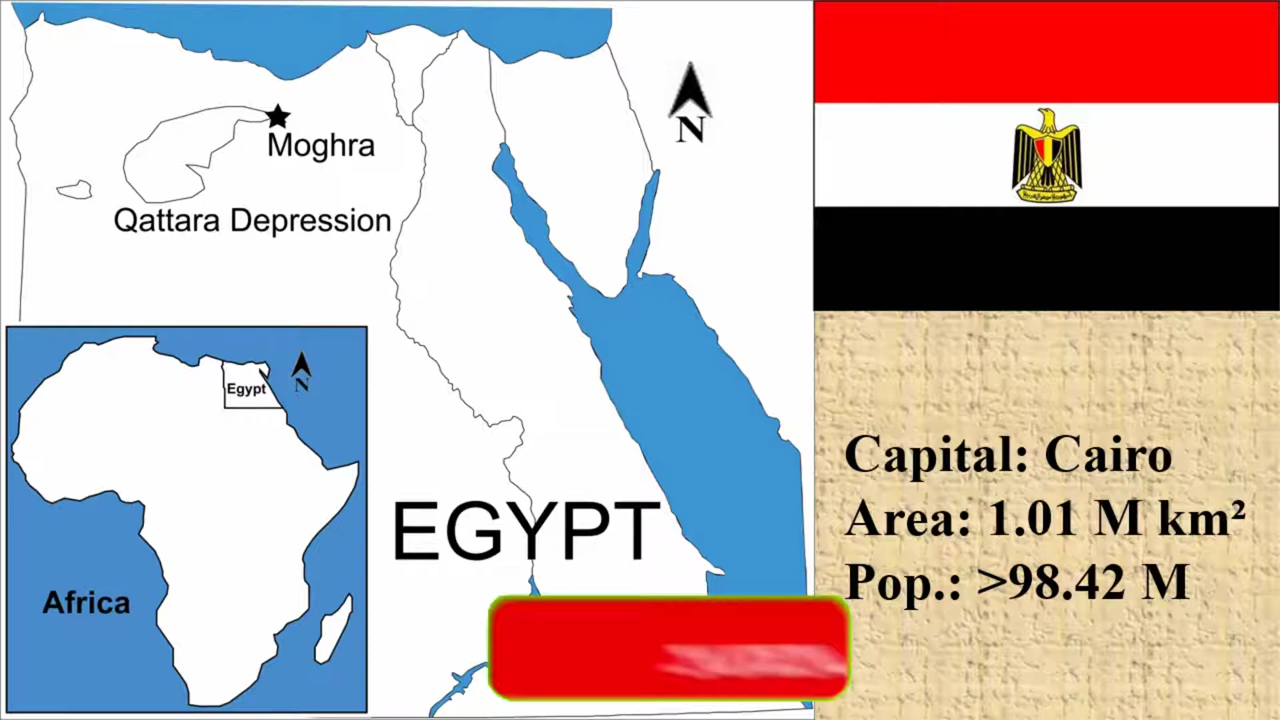 N
Moghra
Qattara Depression
Egypt
N
EGYPT
Africa
Capital: Cairo
Area: 1.01 M km²
Pop.: >98.42 M